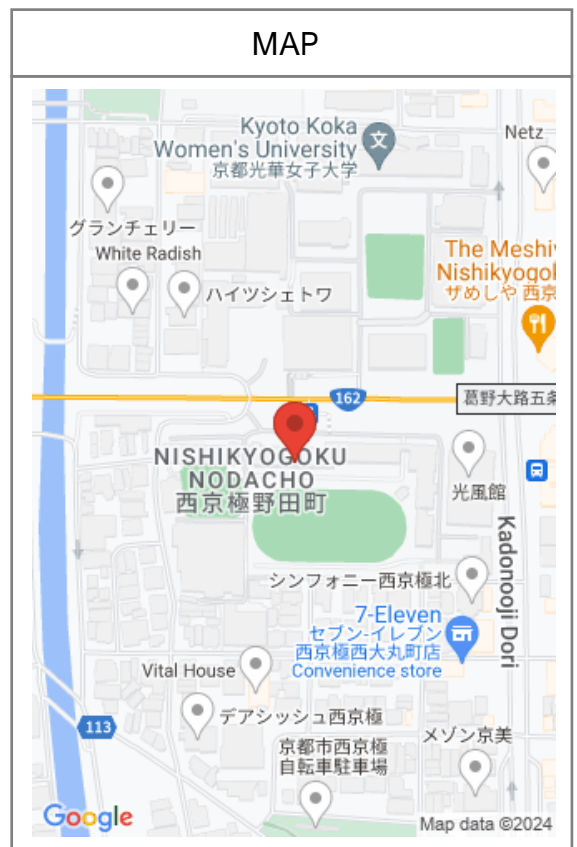 MAP
Kyoto Koka
Women's University
京都光華女子大学
Netz
グランチェリー
White Radish
ハイツシェトワ
The Meshi
Nishikyogok
ザめしや 西京
162
葛野大路五条
NISHIKYOGOKU
NODACHO
西京極野田町
光風館
Kadonooji Dori
シンフォニー西京極北
7-Eleven
セブン-イレブン
西京極西大丸町店
Convenience store
Vital House
113
デアシッシュ西京極
メゾン京美
京都市西京極
自転車駐車場
Google
Map data ©2024